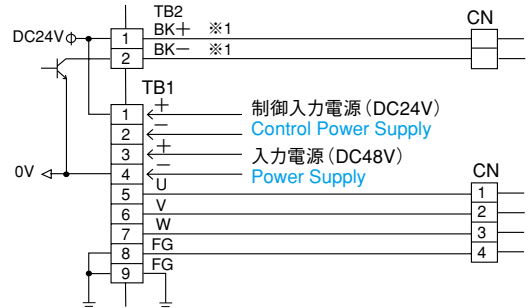 TB2
CN
DC24V
1 BK+ ※1
2 BK− ※1
TB1
1 + 制御入力電源(DC24V)
2 − Control Power Supply
3 + 入力電源(DC48V)
0V 4 − Power Supply
CN
5 U 1
6 V 2
7 W 3
8 FG 4
9 FG